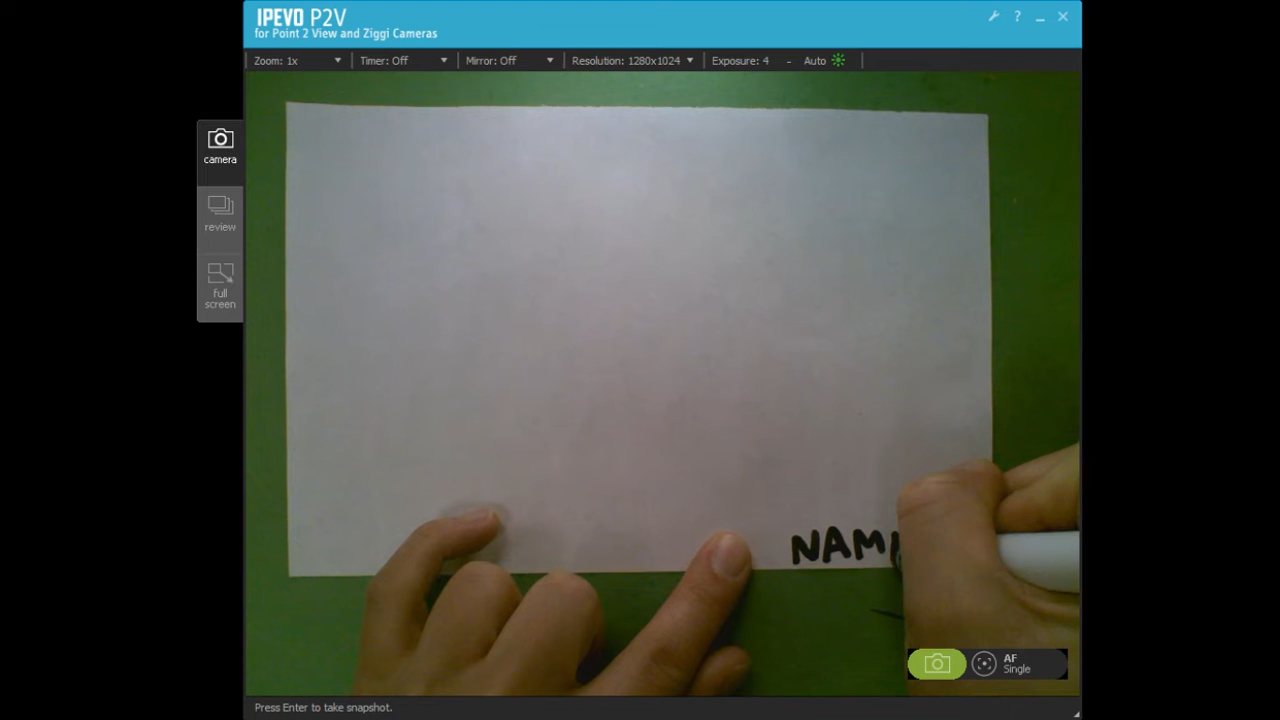 IPEVO P2V
for Point 2 View and Ziggi Cameras
Zoom: 1x
Timer: Off
Mirror: Off
Resolution: 1280x1024
Exposure: 4 - Auto
camera
review
full
screen
NAM
AF
Single
Press Enter to take snapshot.